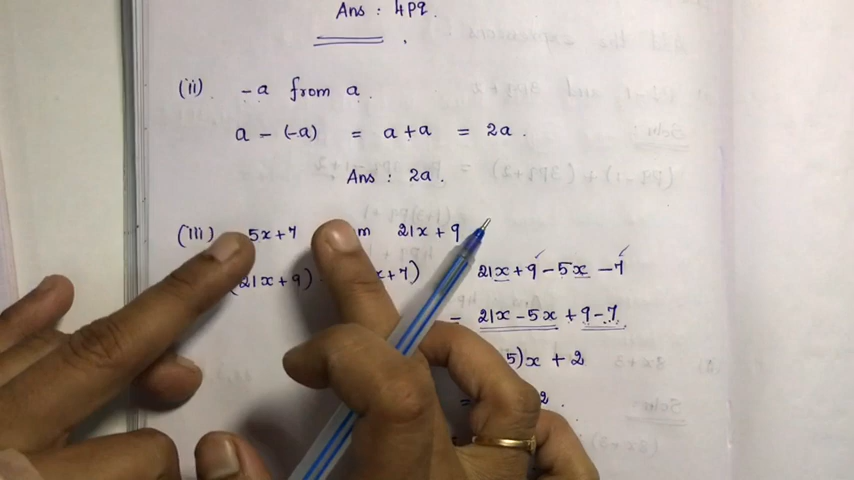 Ans : 4pq.
(ii) -a from a.
a - (-a) = a + a = 2a.
Ans : 2a.
(iii) 5x+7 21x + 9
(21x+9) x+7) 21x + 9 - 5x - 7
= 21x - 5x + 9 - 7
5)x + 2
= 2.